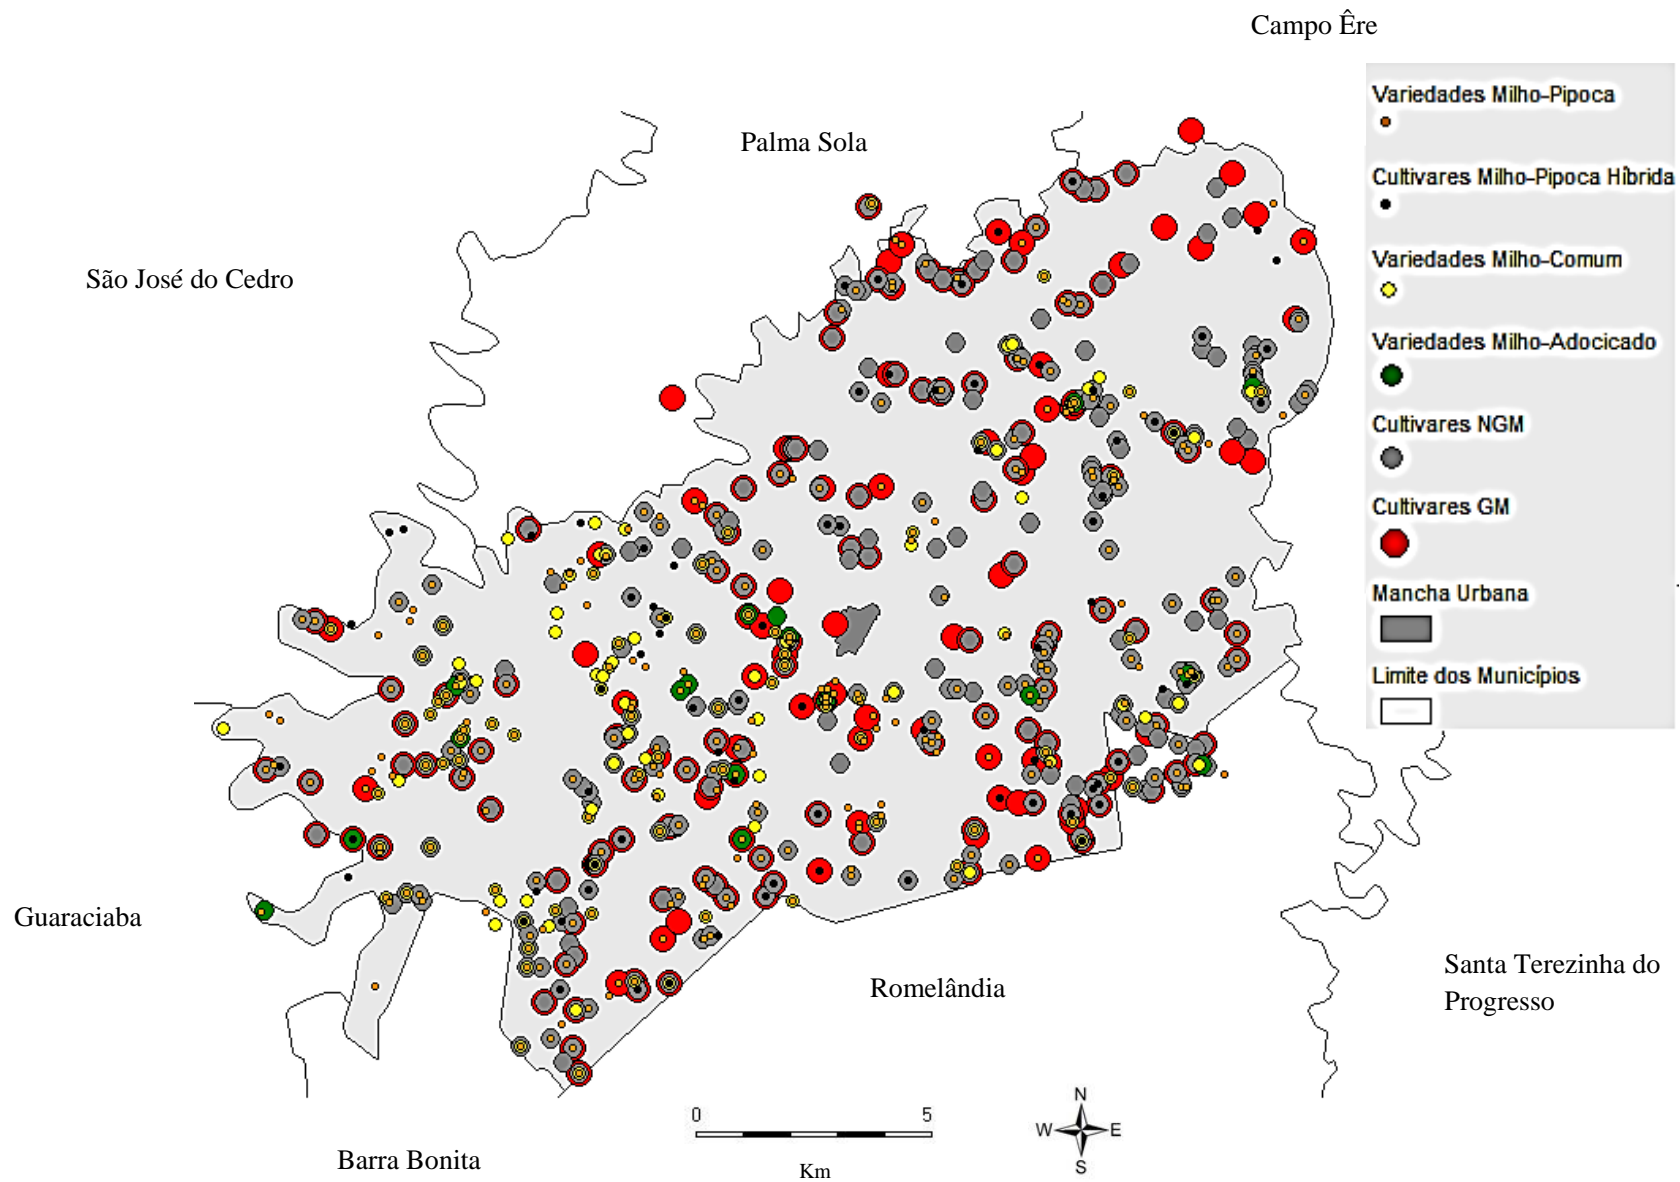 Campo Êre
Variedades Milho-Pipoca
Palma Sola
Cultivares Milho-Pipoca Híbrida
Variedades Milho-Comum
São José do Cedro
Variedades Milho-Adocicado
Cultivares NGM
Cultivares GM
Mancha Urbana
Limite dos Municípios
Guaraciaba
Romelândia
Santa Terezinha do
Progresso
0 5
Km
N
W E
S
Barra Bonita